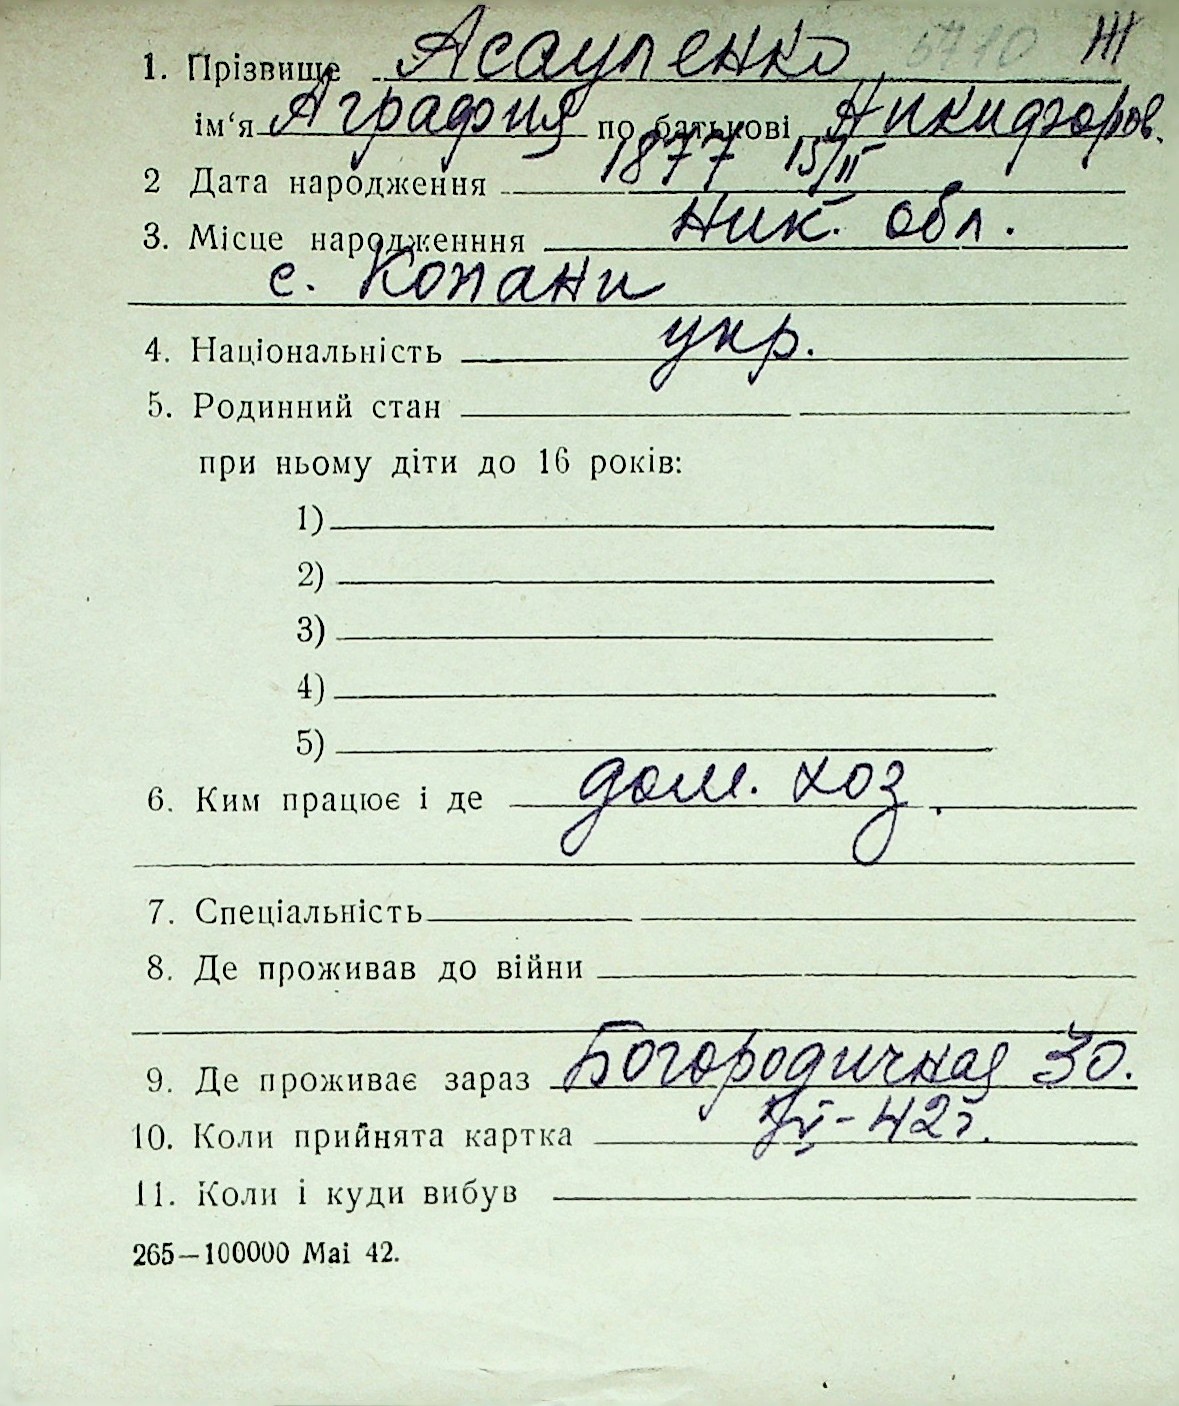 5410 Ж
1. Прізвище Асауленко
ім‘я Аграфия по батькові Никифоров.
2 Дата народження 1877 15/II
3. Місце народженння Ник. обл.
с. Копани
4. Національність укр.
5. Родинний стан
при ньому діти до 16 років:
1)
2)
3)
4)
5)
6. Ким працює і де дом. хоз.
7. Спеціальність
8. Де проживав до війни
9. Де проживає зараз Богородичная 30.
10. Коли прийнята картка - 42 г.
11. Коли і куди вибув
265—100000 Mai 42.